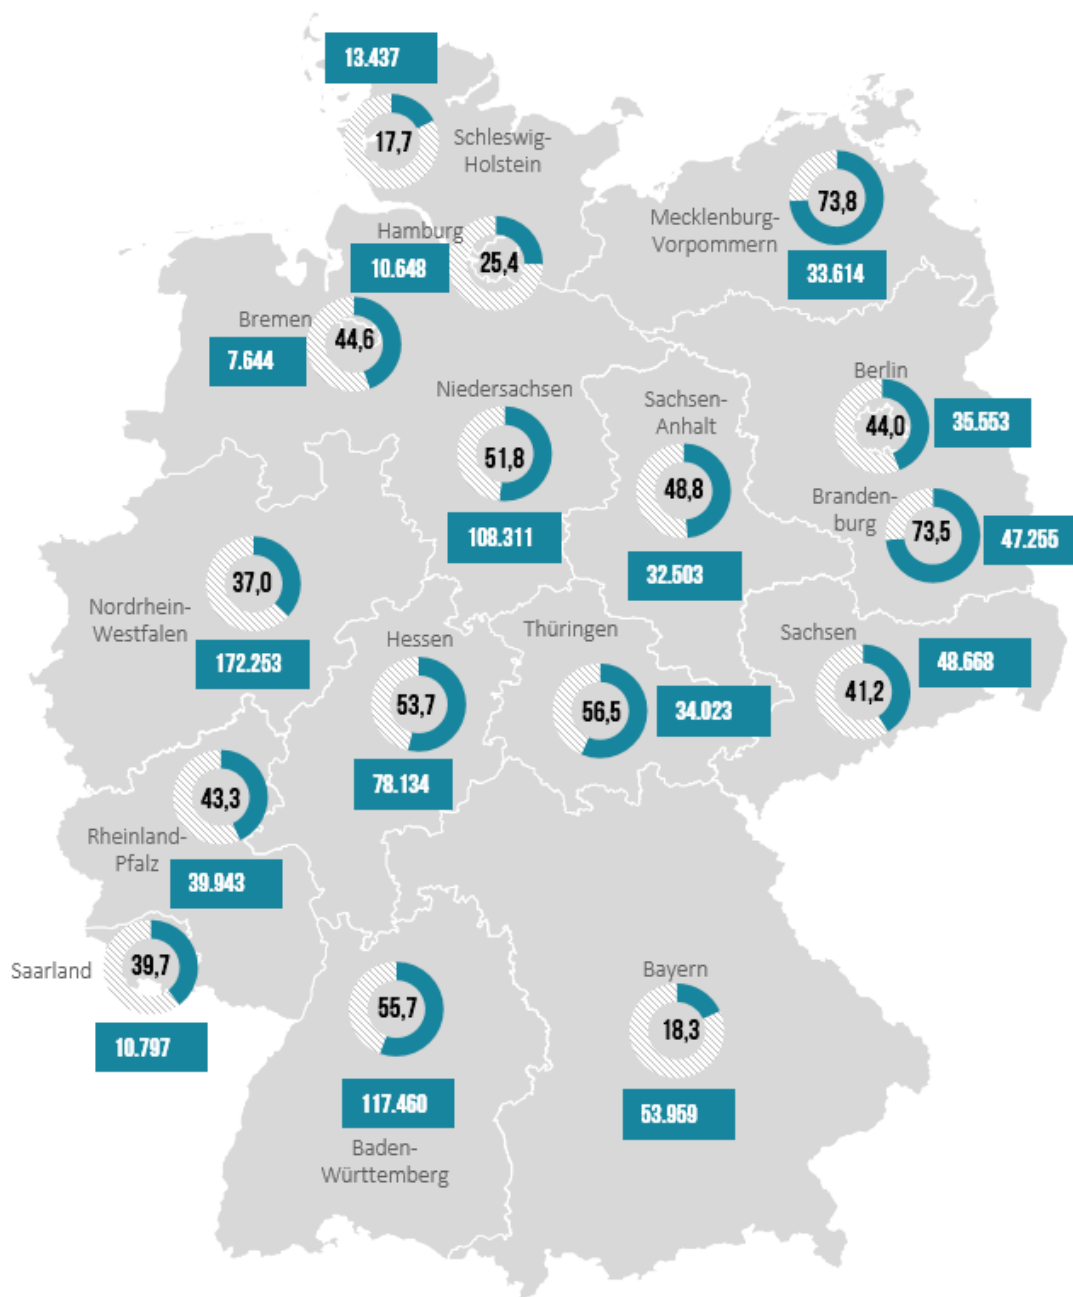 13.437
17,7
Schleswig-
Holstein
73,8
Mecklenburg-
Vorpommern
33.614
Hamburg
10.648
25,4
Bremen
44,6
7.644
Niedersachsen
51,8
108.311
Sachsen-
Anhalt
48,8
32.503
Berlin
44,0
35.553
Branden-
burg
73,5
47.255
37,0
Nordrhein-
Westfalen
172.253
Hessen
53,7
78.134
Thüringen
56,5
34.023
Sachsen
48.668
41,2
43,3
Rheinland-
Pfalz
39.943
Saarland
39,7
10.797
55,7
117.460
Baden-
Württemberg
Bayern
18,3
53.959